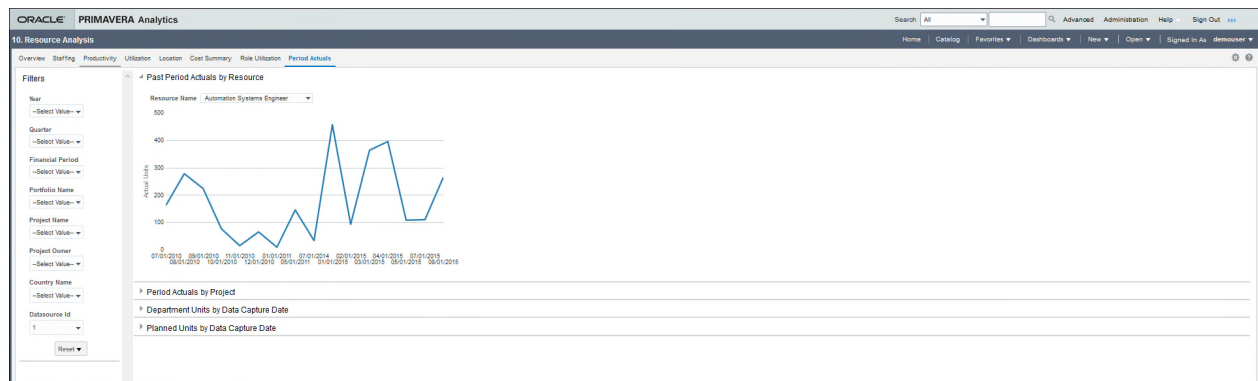 ORACLE' PRIMAVERA Analytics Search All Advanced Administration Help Sign Out
10. Resource Analysis Home Catalog Favorites ▼ Dashboards ▼ New ▼ Open ▼ Signed In As demouser ▼
Overview Staffing Productivity Utilization Location Cost Summary Role Utilization Period Actuals
Filters
Year
--Select Value--
Quarter
--Select Value--
Financial Period
--Select Value--
Portfolio Name
--Select Value--
Project Name
--Select Value--
Project Owner
--Select Value--
Country Name
--Select Value--
Datasource Id
1
Reset ▼
Past Period Actuals by Resource
Resource Name Automation Systems Engineer
Actual Units
500
400
300
200
100
0
07/01/2010 09/01/2010 11/01/2010 01/01/2011 07/01/2014 02/01/2015 04/01/2015 07/01/2015
08/01/2010 10/01/2010 12/01/2010 05/01/2011 01/01/2015 03/01/2015 05/01/2015 08/01/2015
Period Actuals by Project
Department Units by Data Capture Date
Planned Units by Data Capture Date